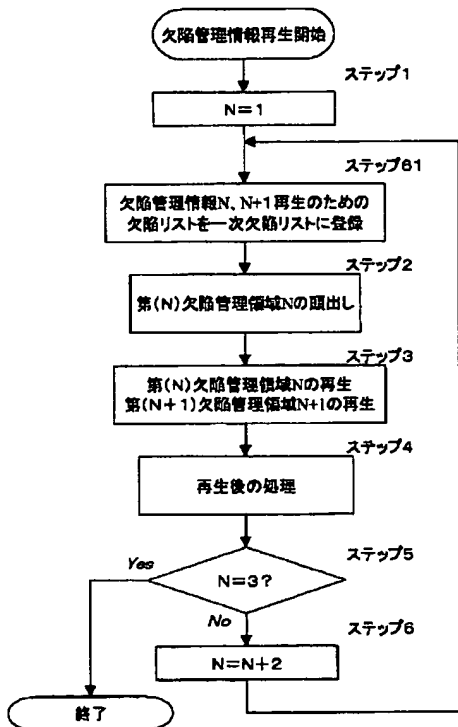 欠陥管理情報再生開始
ステップ1
N=1
ステップ61
欠陥管理情報N、N+1再生のための
欠陥リストを一次欠陥リストに登録
ステップ2
第(N)欠陥管理領域Nの頭出し
ステップ3
第(N)欠陥管理領域Nの再生
第(N+1)欠陥管理領域N+1の再生
ステップ4
再生後の処理
ステップ5
Yes
N=3?
No
ステップ6
N=N+2
終了